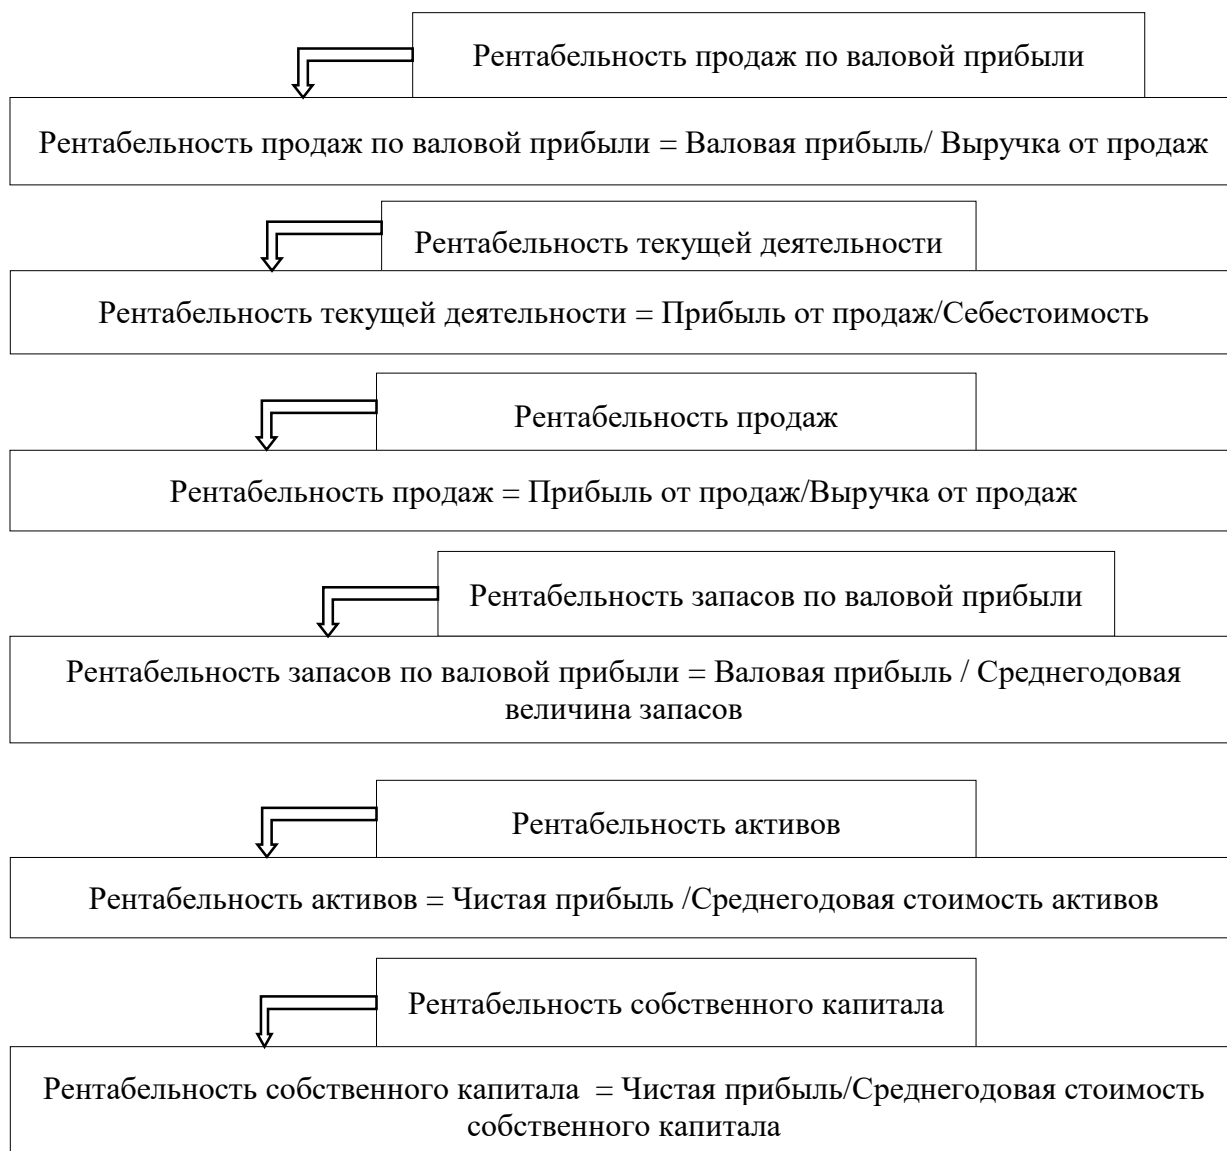 Рентабельность продаж по валовой прибыли
Рентабельность продаж по валовой прибыли = Валовая прибыль/ Выручка от продаж
Рентабельность текущей деятельности
Рентабельность текущей деятельности = Прибыль от продаж/Себестоимость
Рентабельность продаж
Рентабельность продаж = Прибыль от продаж/Выручка от продаж
Рентабельность запасов по валовой прибыли
Рентабельность запасов по валовой прибыли = Валовая прибыль / Среднегодовая
величина запасов
Рентабельность активов
Рентабельность активов = Чистая прибыль /Среднегодовая стоимость активов
Рентабельность собственного капитала
Рентабельность собственного капитала  = Чистая прибыль/Среднегодовая стоимость
собственного капитала